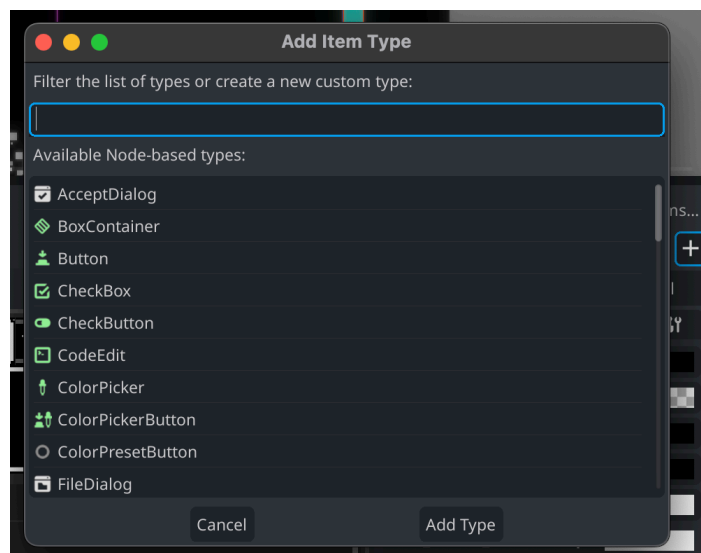 Add Item Type
Filter the list of types or create a new custom type:
Available Node-based types:
AcceptDialog
BoxContainer
Button
CheckBox
CheckButton
CodeEdit
ColorPicker
ColorPickerButton
ColorPresetButton
FileDialog
Cancel
Add Type